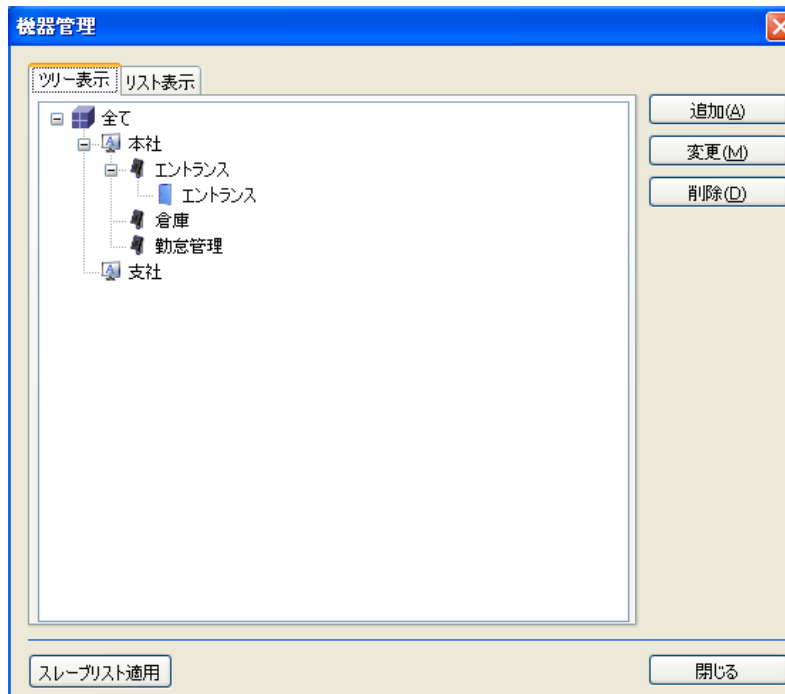 機器管理
ツリー表示 リスト表示
全て
本社
エントランス
エントランス
倉庫
勤怠管理
支社
追加(A)
変更(M)
削除(D)
スレーブリスト適用
閉じる